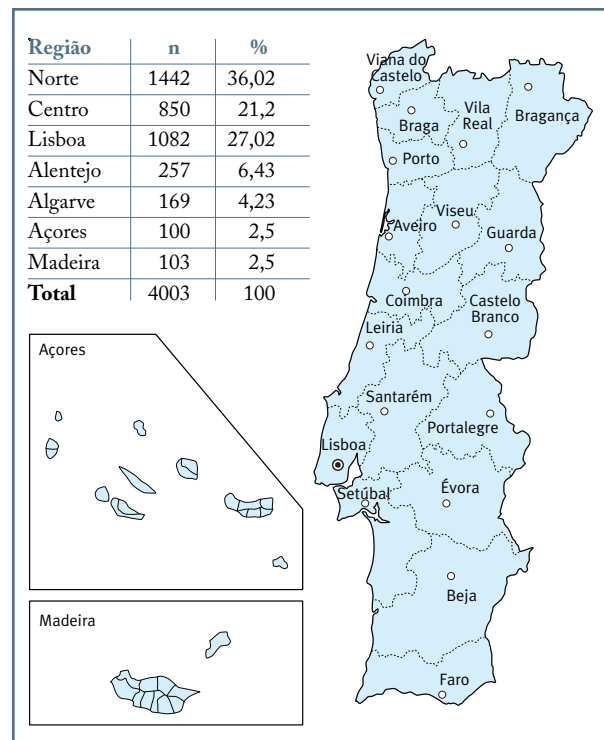 Região n %
Norte 1442 36,02
Centro 850 21,2
Lisboa 1082 27,02
Alentejo 257 6,43
Algarve 169 4,23
Açores 100 2,5
Madeira 103 2,5
Total 4003 100
Açores
Madeira
Viana do
Castelo
Braga
Vila
Real
Bragança
Porto
Aveiro
Viseu
Guarda
Coimbra
Castelo
Branco
Leiria
Santarém
Portalegre
Lisboa
Setúbal
Évora
Beja
Faro